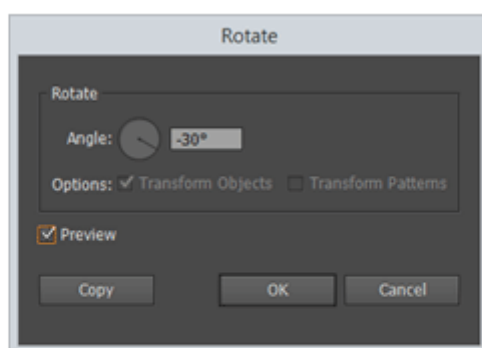 Rotate
Rotate
Angle: -30°
Options: Transform Objects Transform Patterns
Preview
Copy OK Cancel